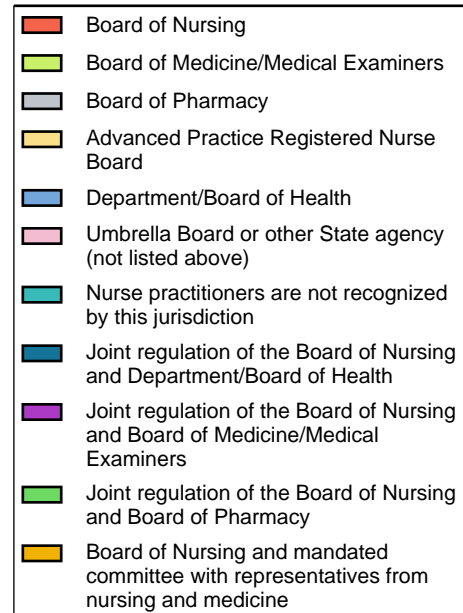 Board of Nursing
Board of Medicine/Medical Examiners
Board of Pharmacy
Advanced Practice Registered Nurse
Board
Department/Board of Health
Umbrella Board or other State agency
(not listed above)
Nurse practitioners are not recognized
by this jurisdiction
Joint regulation of the Board of Nursing
and Department/Board of Health
Joint regulation of the Board of Nursing
and Board of Medicine/Medical
Examiners
Joint regulation of the Board of Nursing
and Board of Pharmacy
Board of Nursing and mandated
committee with representatives from
nursing and medicine